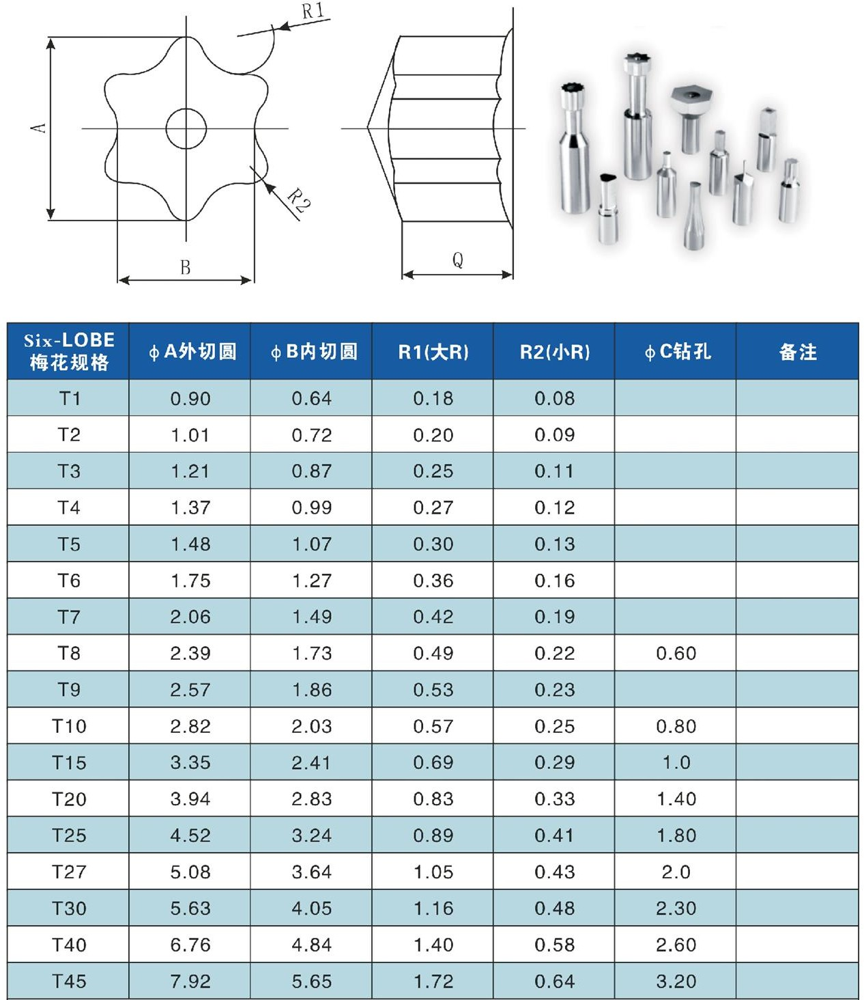 R1
A
R2
B
Q
Six-LOBE 梅花规格 φA外切圆 φB内切圆 R1(大R) R2(小R) φC钻孔 备注
T1 0.90 0.64 0.18 0.08
T2 1.01 0.72 0.20 0.09
T3 1.21 0.87 0.25 0.11
T4 1.37 0.99 0.27 0.12
T5 1.48 1.07 0.30 0.13
T6 1.75 1.27 0.36 0.16
T7 2.06 1.49 0.42 0.19
T8 2.39 1.73 0.49 0.22 0.60
T9 2.57 1.86 0.53 0.23
T10 2.82 2.03 0.57 0.25 0.80
T15 3.35 2.41 0.69 0.29 1.0
T20 3.94 2.83 0.83 0.33 1.40
T25 4.52 3.24 0.89 0.41 1.80
T27 5.08 3.64 1.05 0.43 2.0
T30 5.63 4.05 1.16 0.48 2.30
T40 6.76 4.84 1.40 0.58 2.60
T45 7.92 5.65 1.72 0.64 3.20